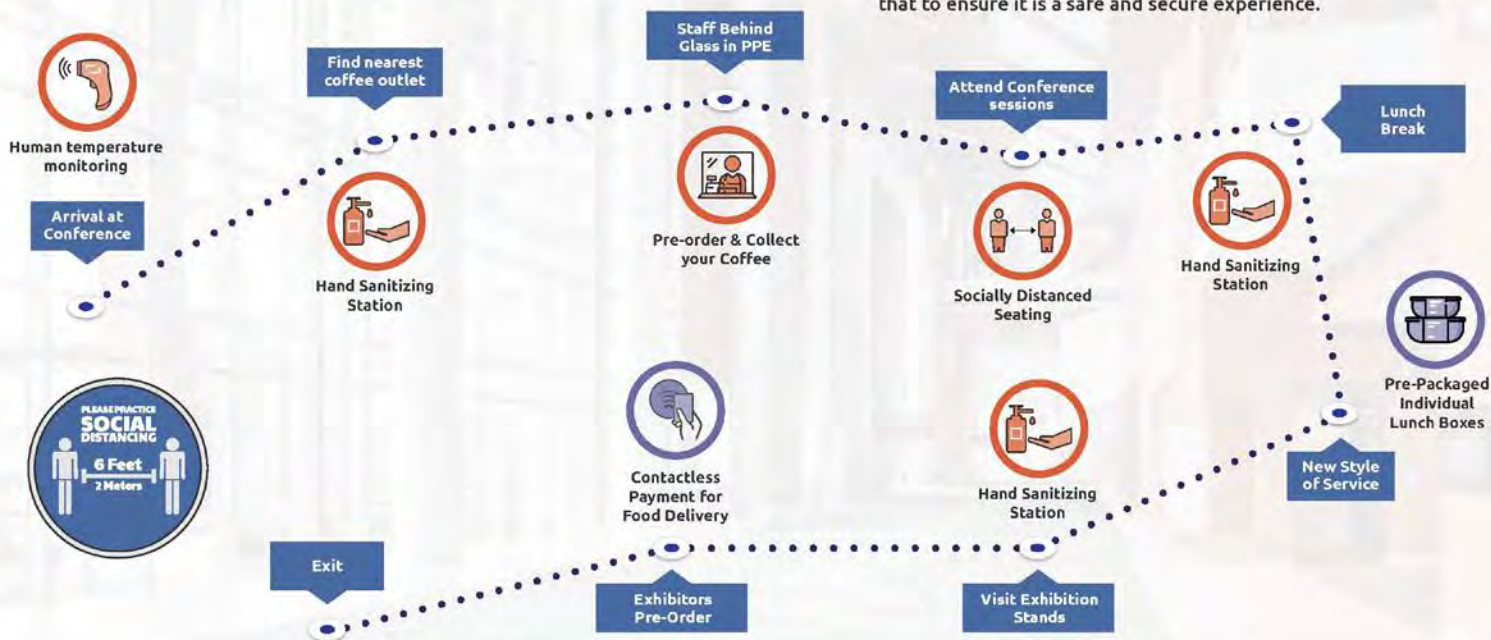 that to ensure it is a safe and secure experience.
Human temperature
monitoring
Arrival at
Conference
Find nearest
coffee outlet
Hand Sanitizing
Station
Staff Behind
Glass in PPE
Pre-order & Collect
your Coffee
Attend Conference
sessions
Socially Distanced
Seating
Lunch
Break
Hand Sanitizing
Station
Pre-Packaged
Individual
Lunch Boxes
New Style
of Service
Hand Sanitizing
Station
Visit Exhibition
Stands
Contactless
Payment for
Food Delivery
Exhibitors
Pre-Order
Exit
PLEASE PRACTICE
SOCIAL
DISTANCING
6 Feet
2 Meters